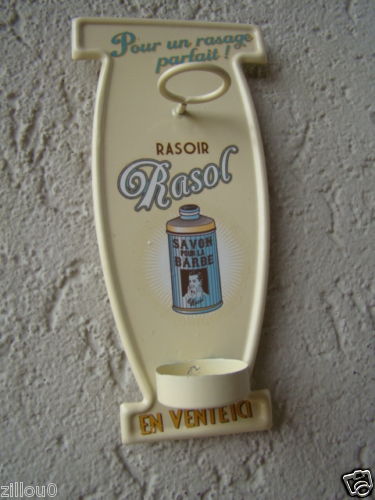 Pour un rasage
parfait !
RASOIR
Rasol
SAVON
POUR LA
BARBE
EN VENTE ICI
zillou0